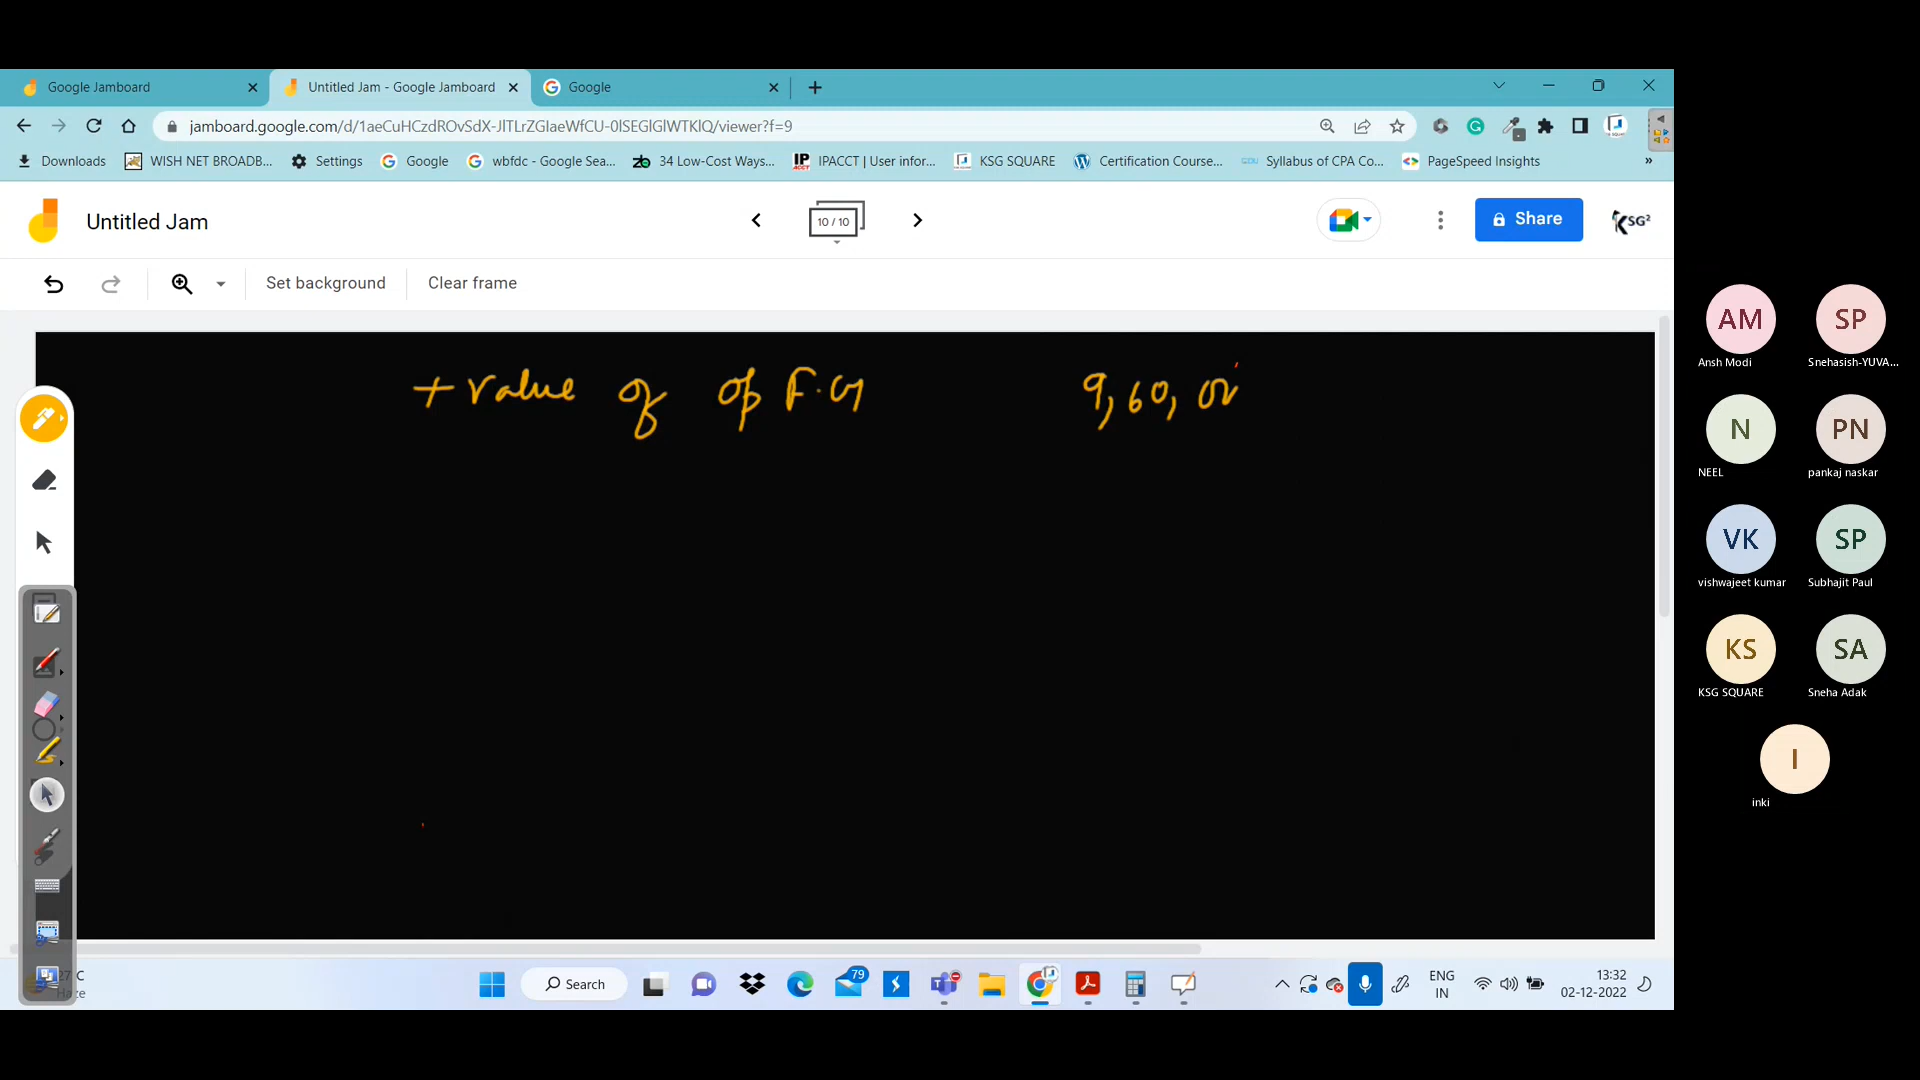 Google Jamboard
Untitled Jam - Google Jamboard
Google
jamboard.google.com/d/1aeCuHCzdROvSdX-JlTLrZGIaeWfCU-0lSEGlGlWTKlQ/viewer?f=9
Downloads
WISH NET BROADB...
Settings
Google
wbfdc - Google Sea...
34 Low-Cost Ways...
IPACCT | User infor...
KSG SQUARE
Certification Course...
Syllabus of CPA Co...
PageSpeed Insights
»
Untitled Jam
10 / 10
Share
KSG²
Set background
Clear frame
+ value of op F.G 9,60,00
AM
SP
Ansh Modi
Snehasish-YUVA...
N
PN
NEEL
pankaj naskar
VK
SP
vishwajeet kumar
Subhajit Paul
KS
SA
KSG SQUARE
Sneha Adak
I
inki
Search
79
ENG
IN
13:32
02-12-2022